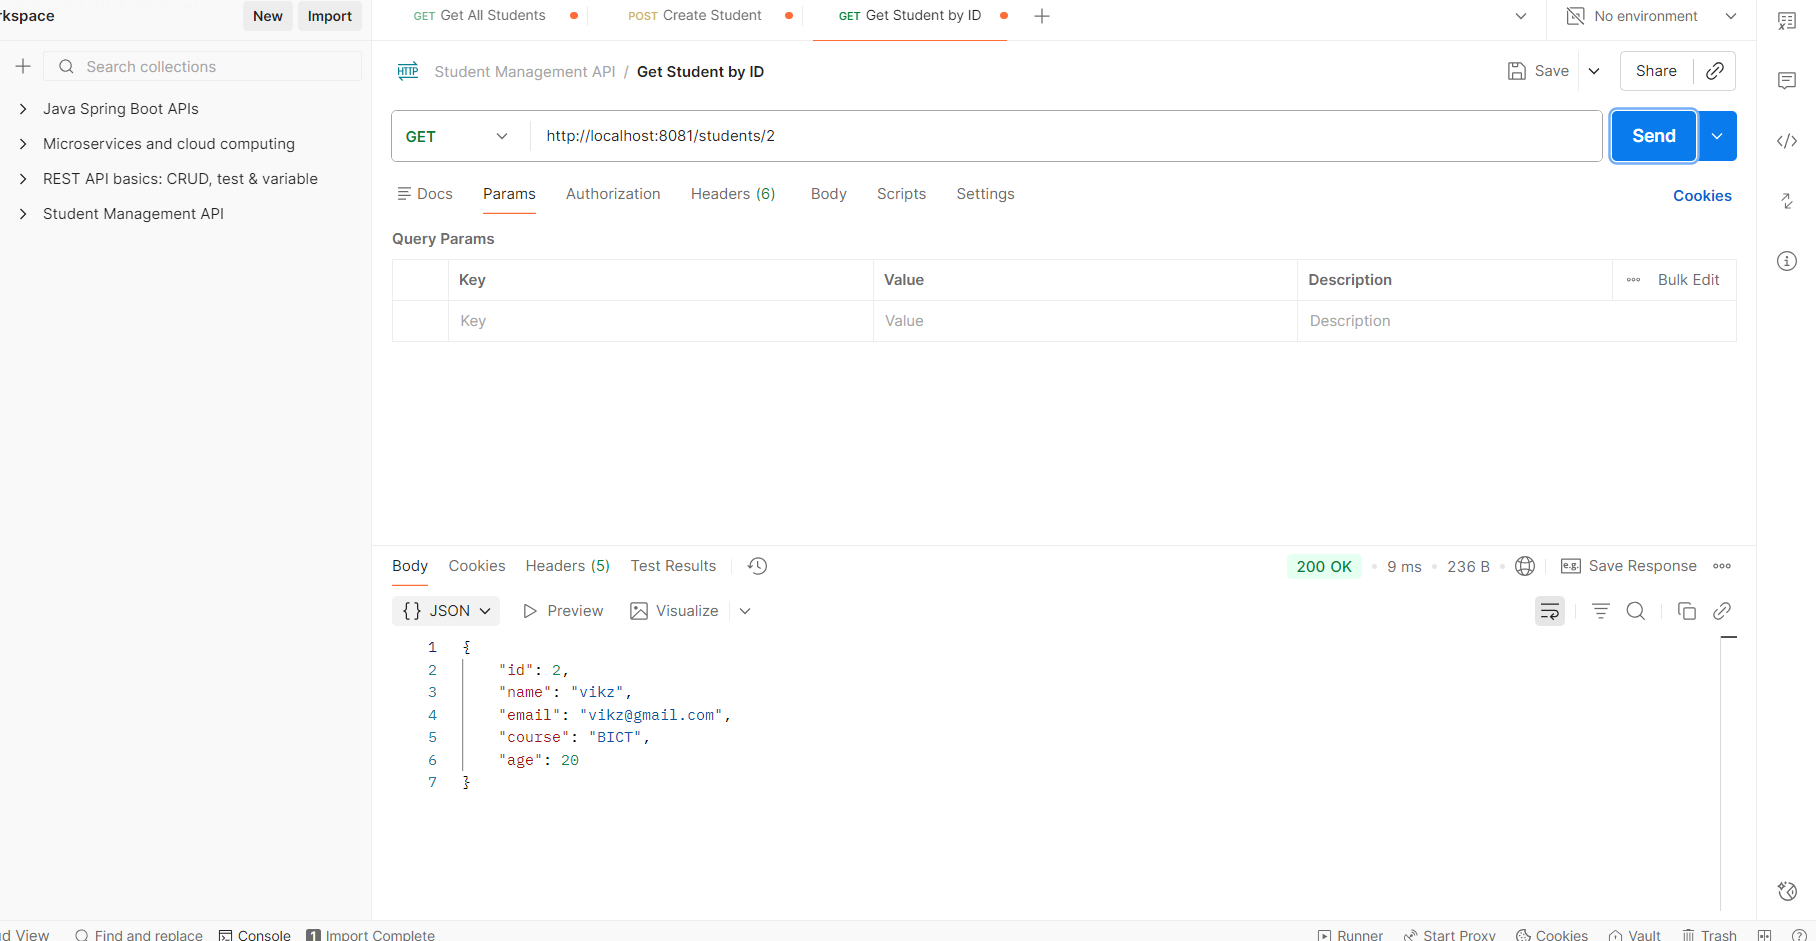 rkspace
New
Import
GET Get All Students
POST Create Student
GET Get Student by ID
No environment
Search collections
Java Spring Boot APIs
Microservices and cloud computing
REST API basics: CRUD, test & variable
Student Management API
HTTP Student Management API / Get Student by ID
Save
Share
GET http://localhost:8081/students/2
Send
Docs Params Authorization Headers (6) Body Scripts Settings
Cookies
Query Params
Key Value Description Bulk Edit
Key Value Description
Body Cookies Headers (5) Test Results
200 OK 9 ms 236 B e.g. Save Response
{} JSON Preview Visualize
1 {
2 "id": 2,
3 "name": "vikz",
4 "email": "vikz@gmail.com",
5 "course": "BICT",
6 "age": 20
7 }
d View Find and replace Console 1 Import Complete
Runner Start Proxy Cookies Vault Trash